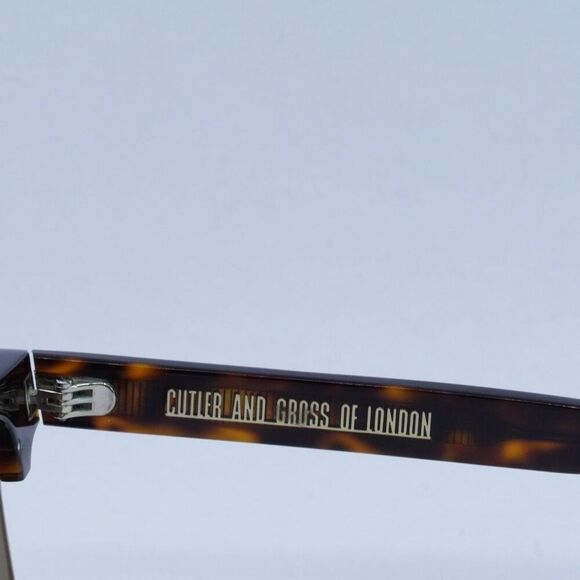 CUTLER AND GROSS OF LONDON